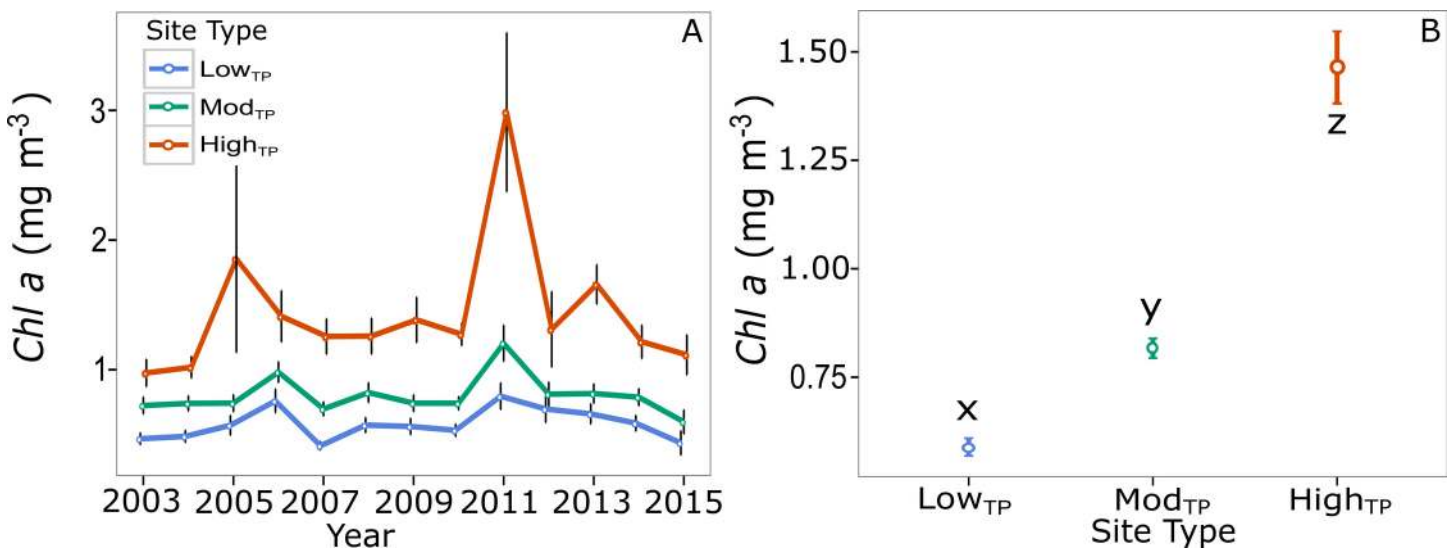 Site Type
Low_TP
Mod_TP
High_TP
A
Chl a (mg m⁻³)
3
2
1
2003 2005 2007 2009 2011 2013 2015
Year
B
Chl a (mg m⁻³)
1.50
1.25
1.00
0.75
x
y
z
Low_TP Mod_TP High_TP
Site Type